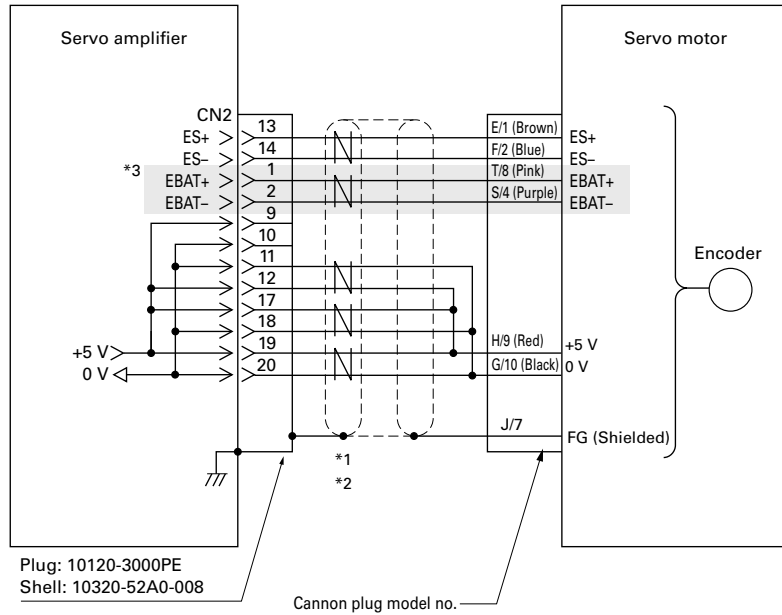 Servo amplifier
Servo motor
CN2
ES+ 13 E/1 (Brown) ES+
ES– 14 F/2 (Blue) ES–
*3 EBAT+ 1 T/8 (Pink) EBAT+
EBAT– 2 S/4 (Purple) EBAT–
9
10
11
12
17
18
Encoder
+5 V 19 H/9 (Red) +5 V
0 V 20 G/10 (Black) 0 V
J/7 FG (Shielded)
*1
*2
Plug: 10120-3000PE
Shell: 10320-52A0-008
Cannon plug model no.